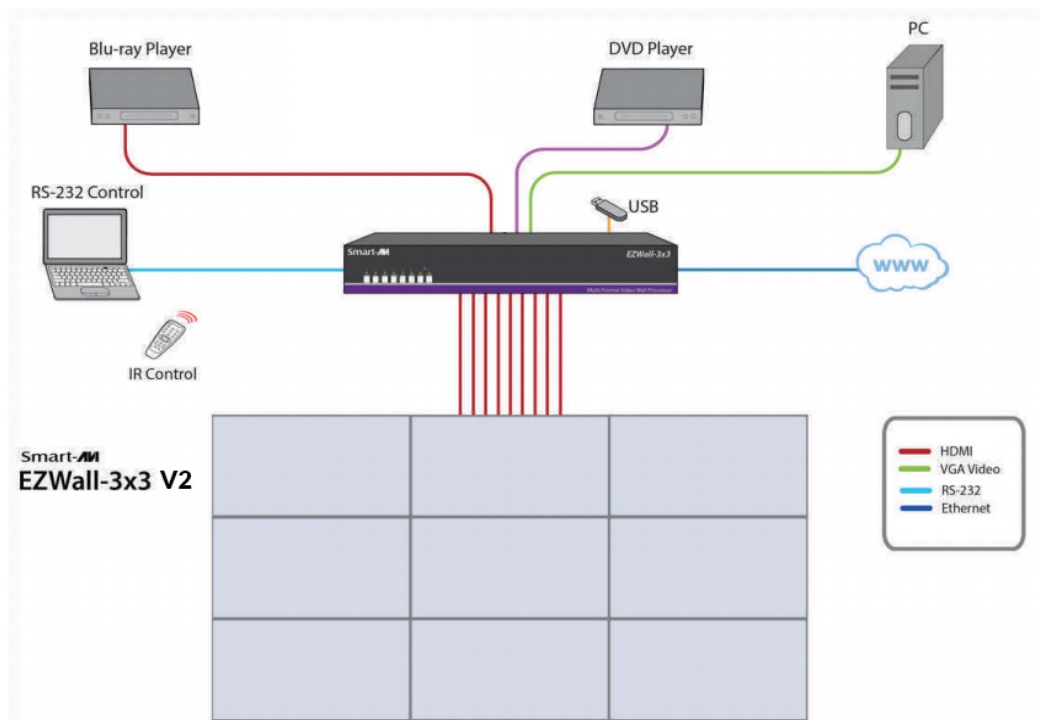 Blu-ray Player
DVD Player
PC
RS-232 Control
USB
Smart-AVI
EZWall-3x3
WWW
Multi-Format Video Wall Processor
IR Control
Smart-AVI
EZWall-3x3 V2
HDMI
VGA Video
RS-232
Ethernet